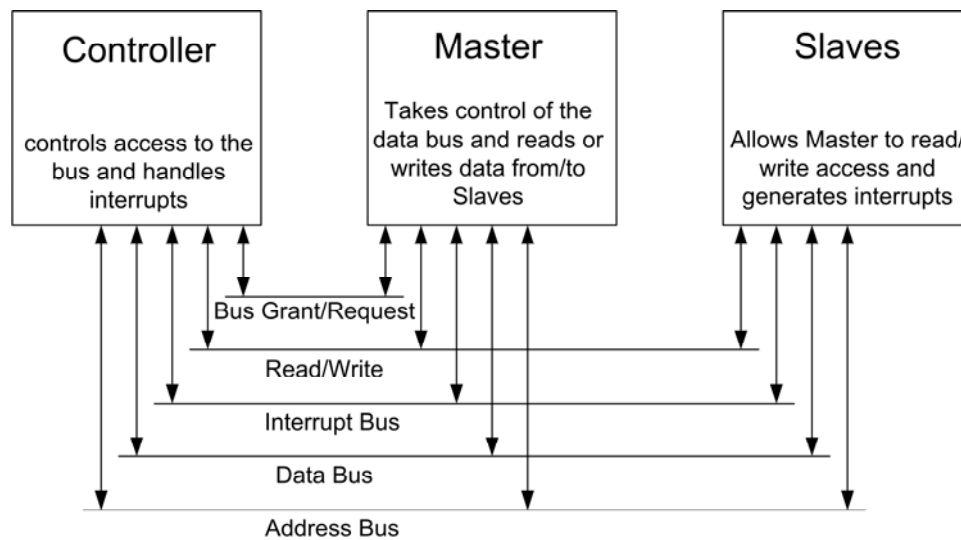 Controller
controls access to the
bus and handles
interrupts
Master
Takes control of the
data bus and reads or
writes data from/to
Slaves
Slaves
Allows Master to read/
write access and
generates interrupts
Bus Grant/Request
Read/Write
Interrupt Bus
Data Bus
Address Bus